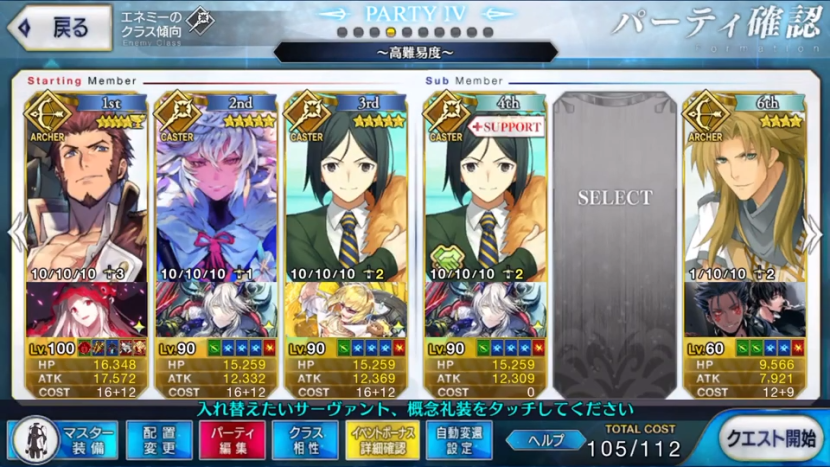 戻る
エネミーの
クラス傾向
Enemy Class
PARTY IV
〜高難易度〜
パーティ確認
Formation
Starting Member
Sub Member
1st
ARCHER
10/10/10 3
Lv.100
HP 16,348
ATK 17,572
COST 16+12
2nd
CASTER
10/10/10 1
Lv.90
HP 15,259
ATK 12,332
COST 16+12
3rd
CASTER
10/10/10 2
Lv.90
HP 15,259
ATK 12,369
COST 16+12
4th
+SUPPORT
CASTER
10/10/10 2
Lv.90
HP 15,259
ATK 12,309
COST 0
SELECT
6th
ARCHER
1/10/10 2
Lv.60
HP 9,566
ATK 7,921
COST 12+9
入れ替えたいサーヴァント、概念礼装をタッチしてください
マスター
装備
配置
変更
パーティ
編集
クラス
相性
イベントボーナス
詳細確認
自動変還
設定
ヘルプ
TOTAL COST
105/112
クエスト開始